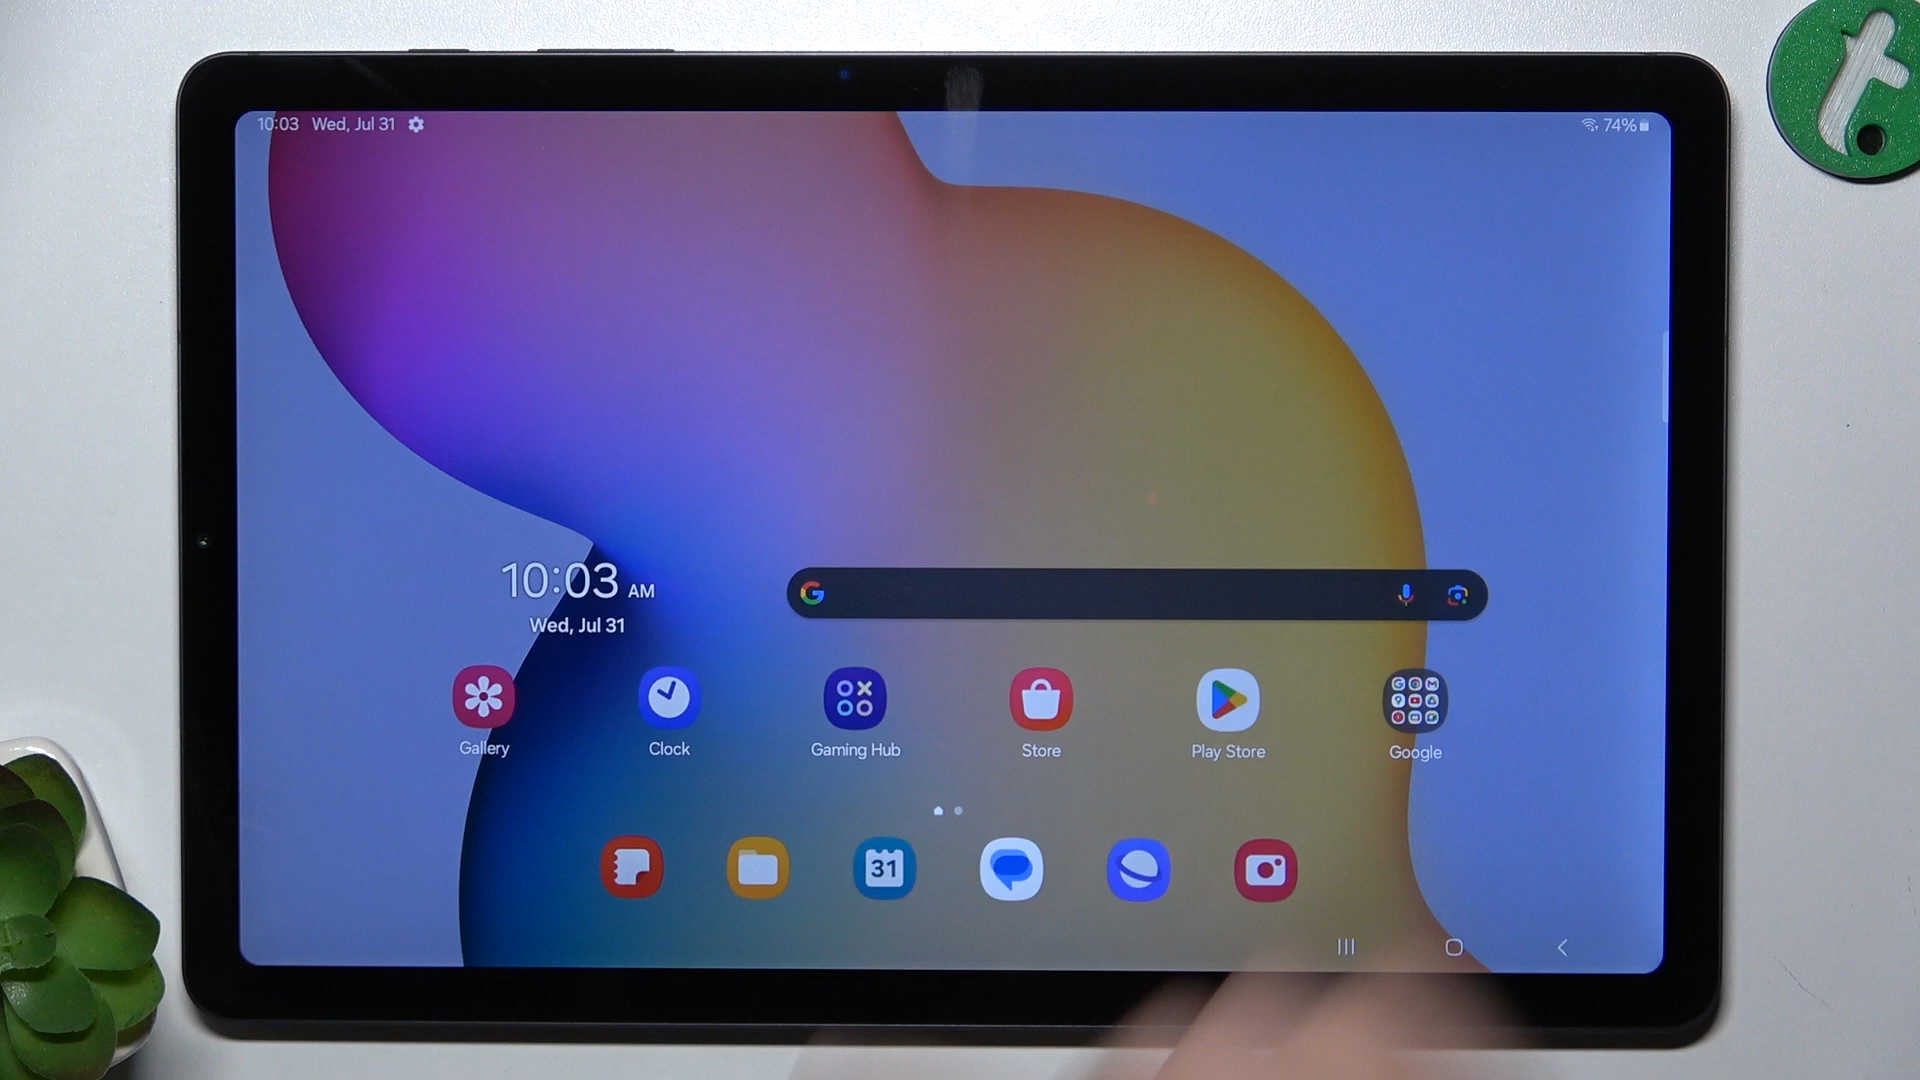 10:03 Wed, Jul 31
74%
10:03 AM
Wed, Jul 31
Gallery
Clock
Gaming Hub
Store
Play Store
Google
31